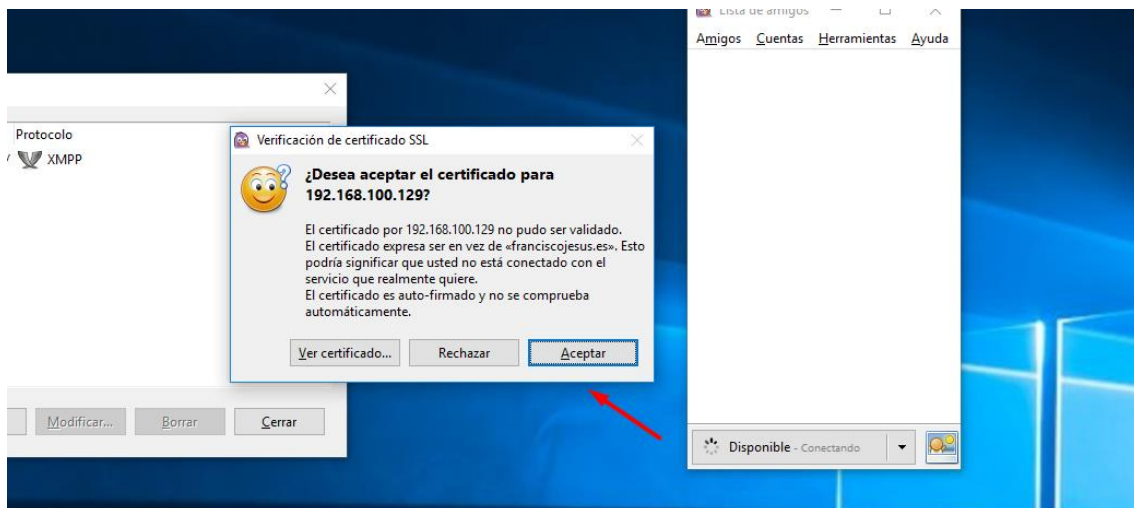 Lista de amigos
Amigos Cuentas Herramientas Ayuda
Protocolo
XMPP
Verificación de certificado SSL
¿Desea aceptar el certificado para
192.168.100.129?
El certificado por 192.168.100.129 no pudo ser validado.
El certificado expresa ser en vez de «franciscojesus.es». Esto
podría significar que usted no está conectado con el
servicio que realmente quiere.
El certificado es auto-firmado y no se comprueba
automáticamente.
Ver certificado... Rechazar Aceptar
Modificar... Borrar Cerrar
Disponible - Conectando